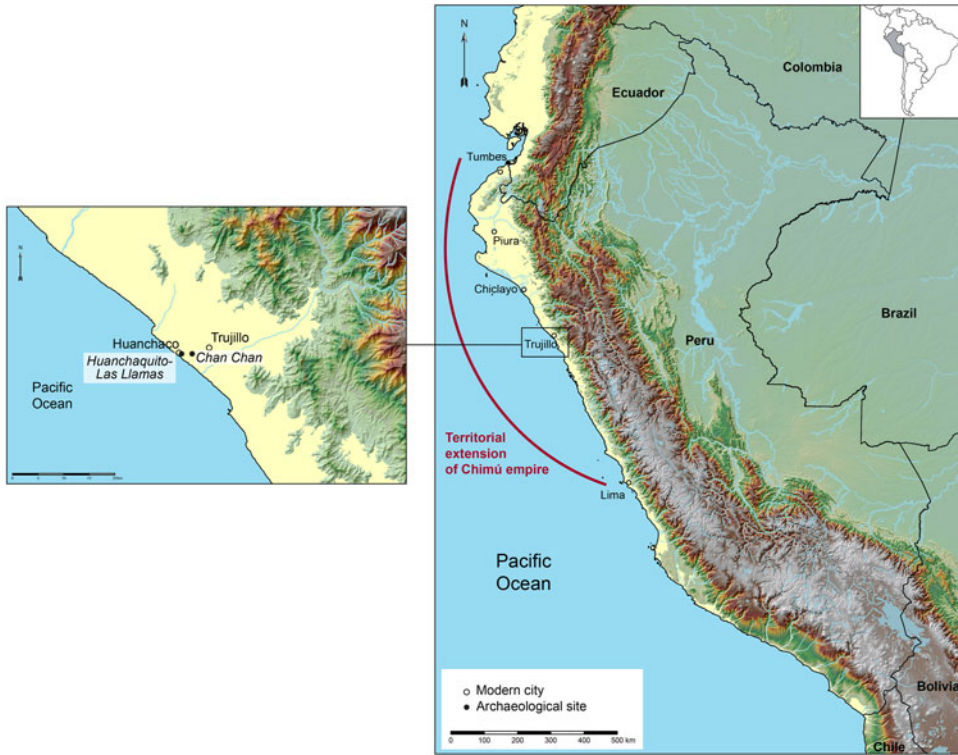 N
Colombia
Ecuador
Tumbes
Piura
Chiclayo
Brazil
Trujillo
Peru
Territorial
extension
of Chimú empire
Lima
Pacific
Ocean
Modern city
Archaeological site
0 100 200 300 400 500 km
Bolivia
Chile
N
Huanchaco
Trujillo
Huanchaquito-
Las Llamas
Chan Chan
Pacific
Ocean